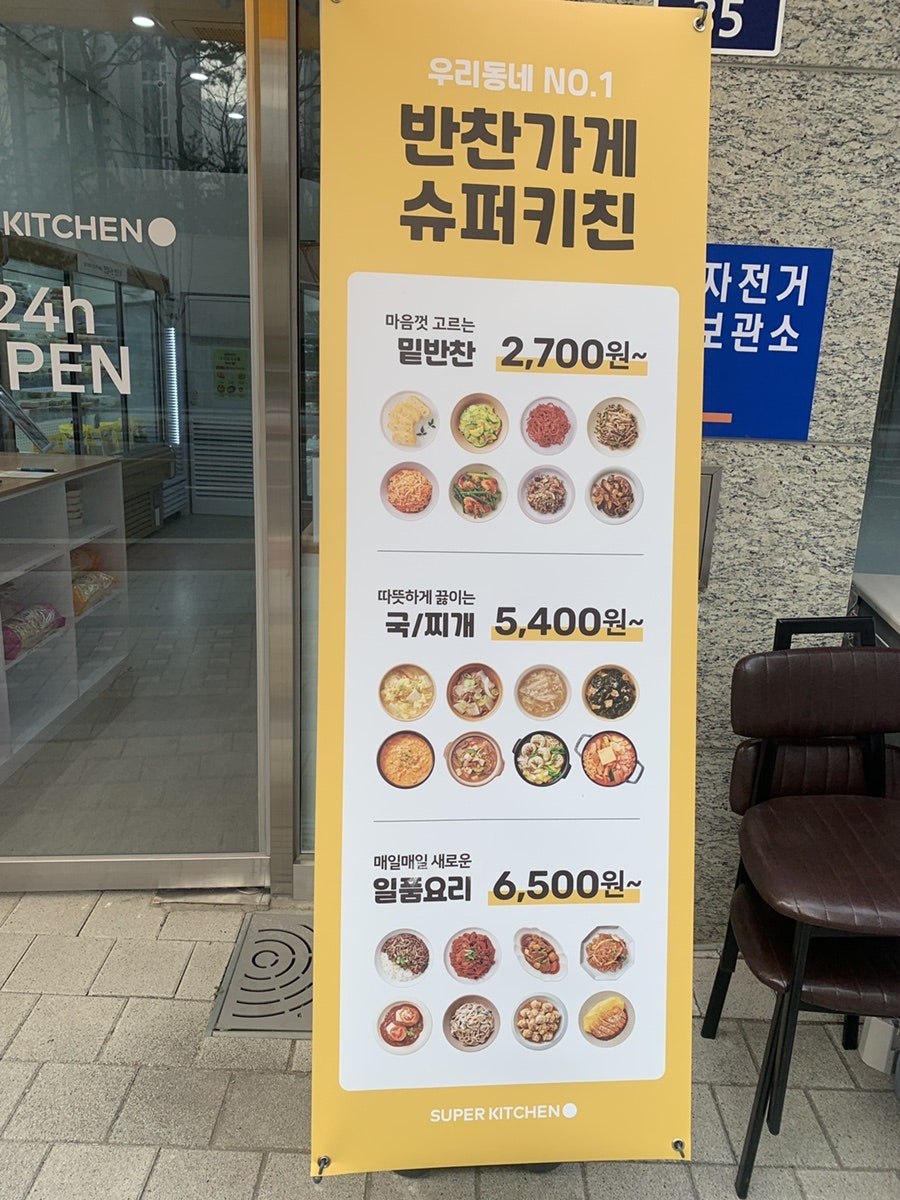 우리동네 NO.1
반찬가게
슈퍼키친
마음껏 고르는
밑반찬 2,700원~
따뜻하게 끓이는
국/찌개 5,400원~
매일매일 새로운
일품요리 6,500원~
SUPER KITCHEN
KITCHEN
24h
PEN
35
자전거
보관소